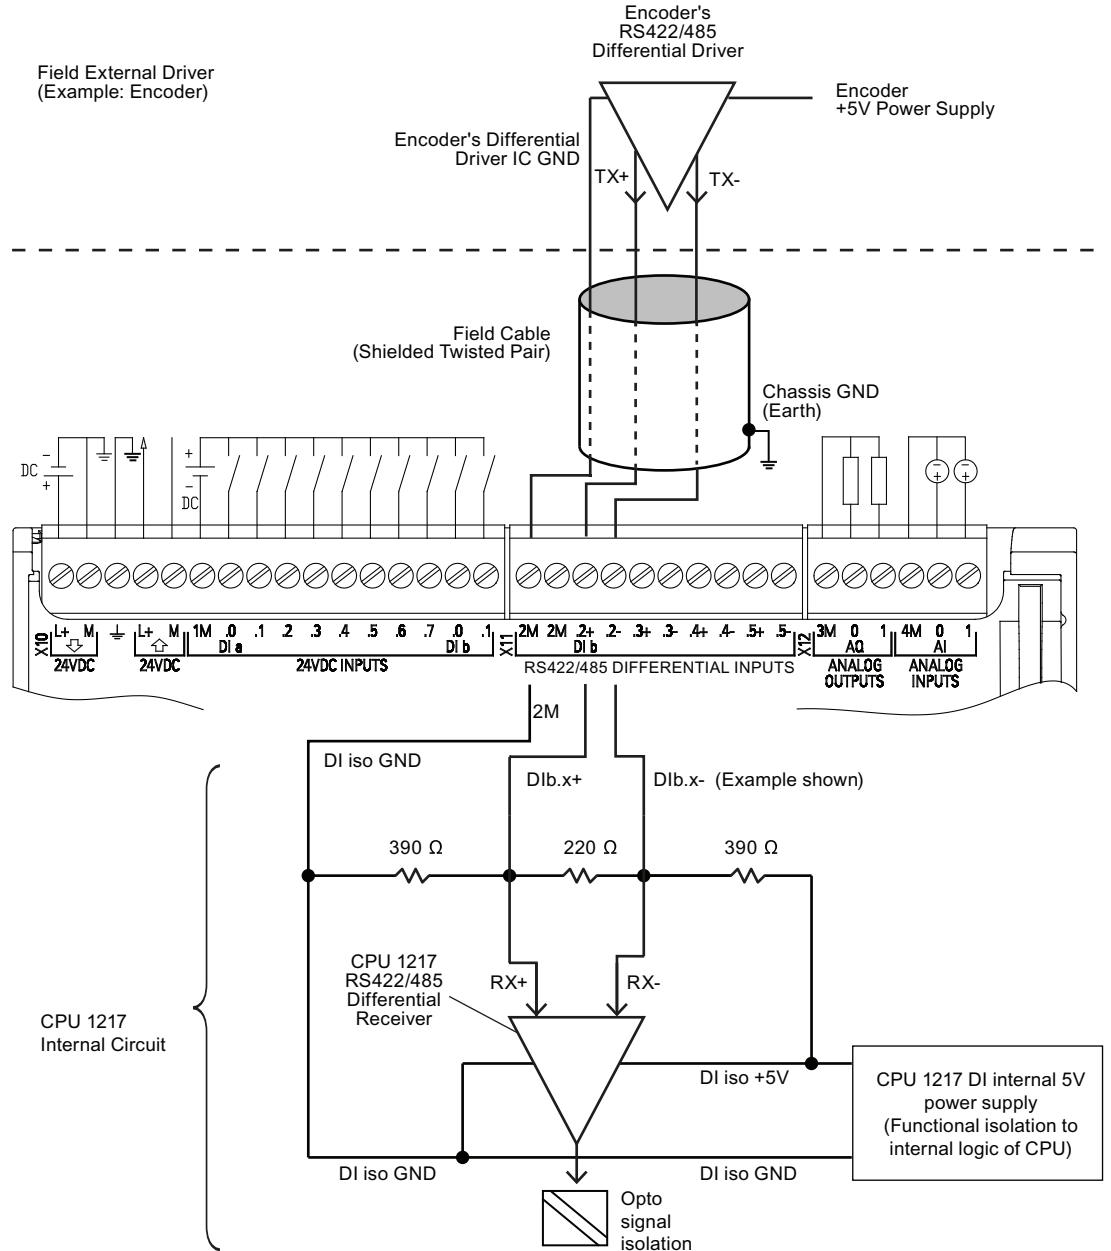 Encoder's
RS422/485
Differential Driver
Field External Driver
(Example: Encoder)
Encoder
+5V Power Supply
Encoder's Differential
Driver IC GND
TX+
TX-
Field Cable
(Shielded Twisted Pair)
Chassis GND
(Earth)
- + DC
+ - DC
X10 L+ M L+ M 1M .0 .1 .2 .3 .4 .5 .6 .7 .0 .1 X11 2M 2M .2+ .2- .3+ .3- .4+ .4- .5+ .5- X12 3M 0 1 4M 0 1
DI a DI b DI b AQ AI
24VDC 24VDC 24VDC INPUTS RS422/485 DIFFERENTIAL INPUTS ANALOG OUTPUTS ANALOG INPUTS
2M
DI iso GND
DIb.x+
DIb.x- (Example shown)
390 Ω
220 Ω
390 Ω
CPU 1217
RS422/485
Differential
Receiver
RX+
RX-
CPU 1217
Internal Circuit
DI iso +5V
CPU 1217 DI internal 5V
power supply
(Functional isolation to
internal logic of CPU)
DI iso GND
DI iso GND
Opto
signal
isolation